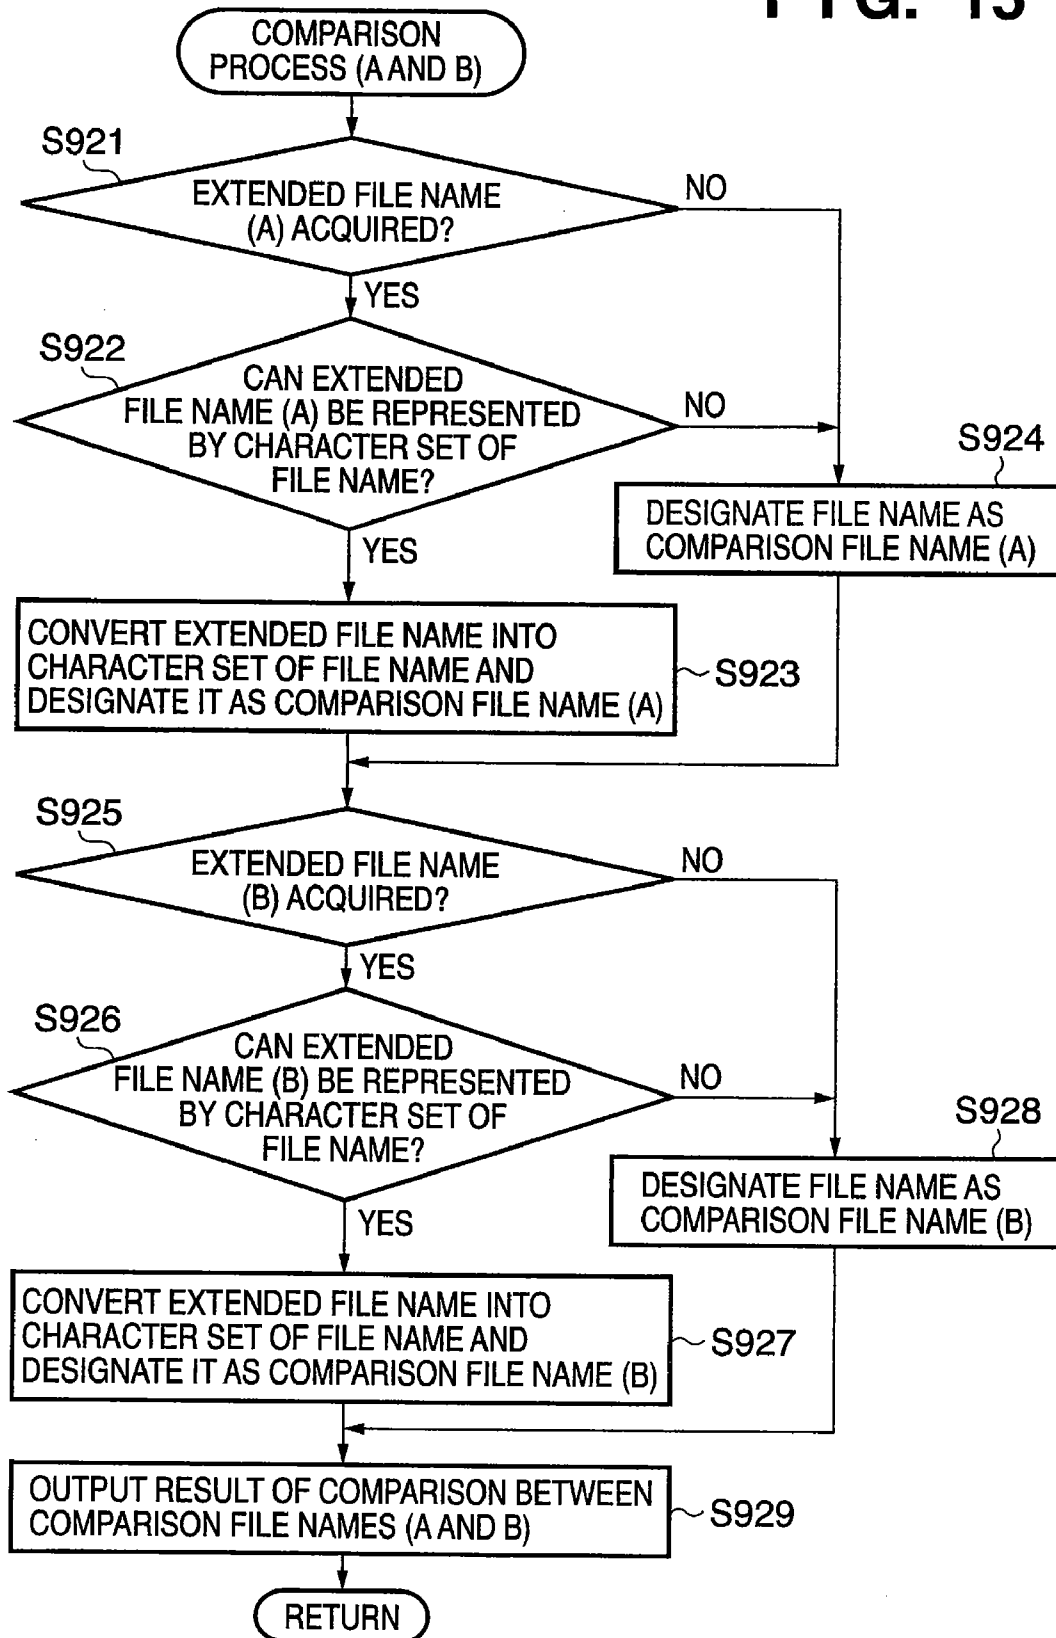 FIG. 13
COMPARISON
PROCESS (A AND B)
S921
EXTENDED FILE NAME
(A) ACQUIRED?
NO
YES
S922
CAN EXTENDED
FILE NAME (A) BE REPRESENTED
BY CHARACTER SET OF
FILE NAME?
NO
YES
S924
DESIGNATE FILE NAME AS
COMPARISON FILE NAME (A)
CONVERT EXTENDED FILE NAME INTO
CHARACTER SET OF FILE NAME AND
DESIGNATE IT AS COMPARISON FILE NAME (A)
S923
S925
EXTENDED FILE NAME
(B) ACQUIRED?
NO
YES
S926
CAN EXTENDED
FILE NAME (B) BE REPRESENTED
BY CHARACTER SET OF
FILE NAME?
NO
YES
S928
DESIGNATE FILE NAME AS
COMPARISON FILE NAME (B)
CONVERT EXTENDED FILE NAME INTO
CHARACTER SET OF FILE NAME AND
DESIGNATE IT AS COMPARISON FILE NAME (B)
S927
OUTPUT RESULT OF COMPARISON BETWEEN
COMPARISON FILE NAMES (A AND B)
S929
RETURN